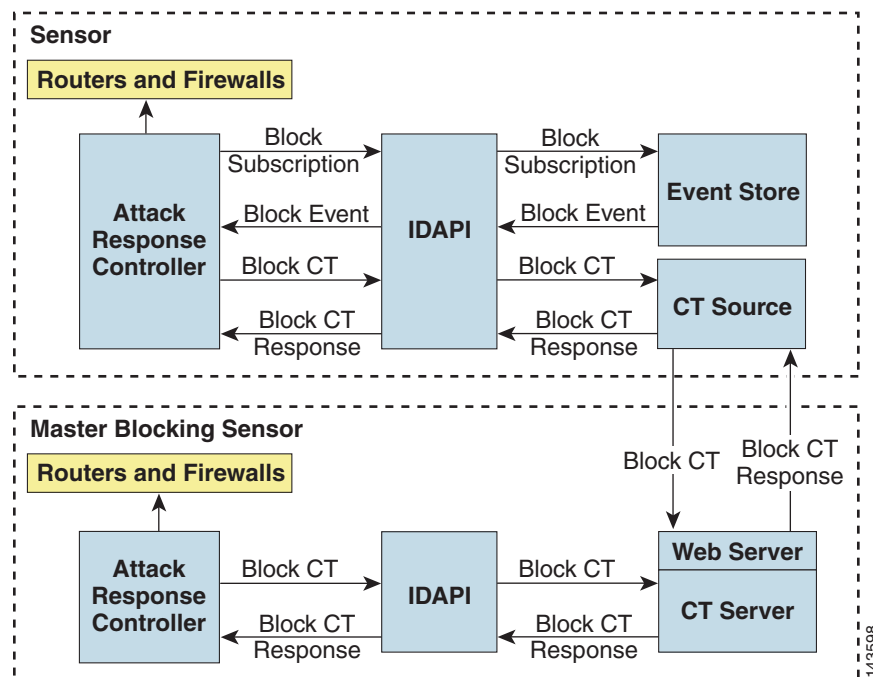 Sensor
Routers and Firewalls
Attack
Response
Controller
Block
Subscription
Block Event
Block CT
Block CT
Response
IDAPI
Block
Subscription
Block Event
Block CT
Block CT
Response
Event Store
CT Source
Block CT
Block CT
Response
Master Blocking Sensor
Routers and Firewalls
Attack
Response
Controller
Block CT
Block CT
Response
IDAPI
Block CT
Block CT
Response
Web Server
CT Server
143598